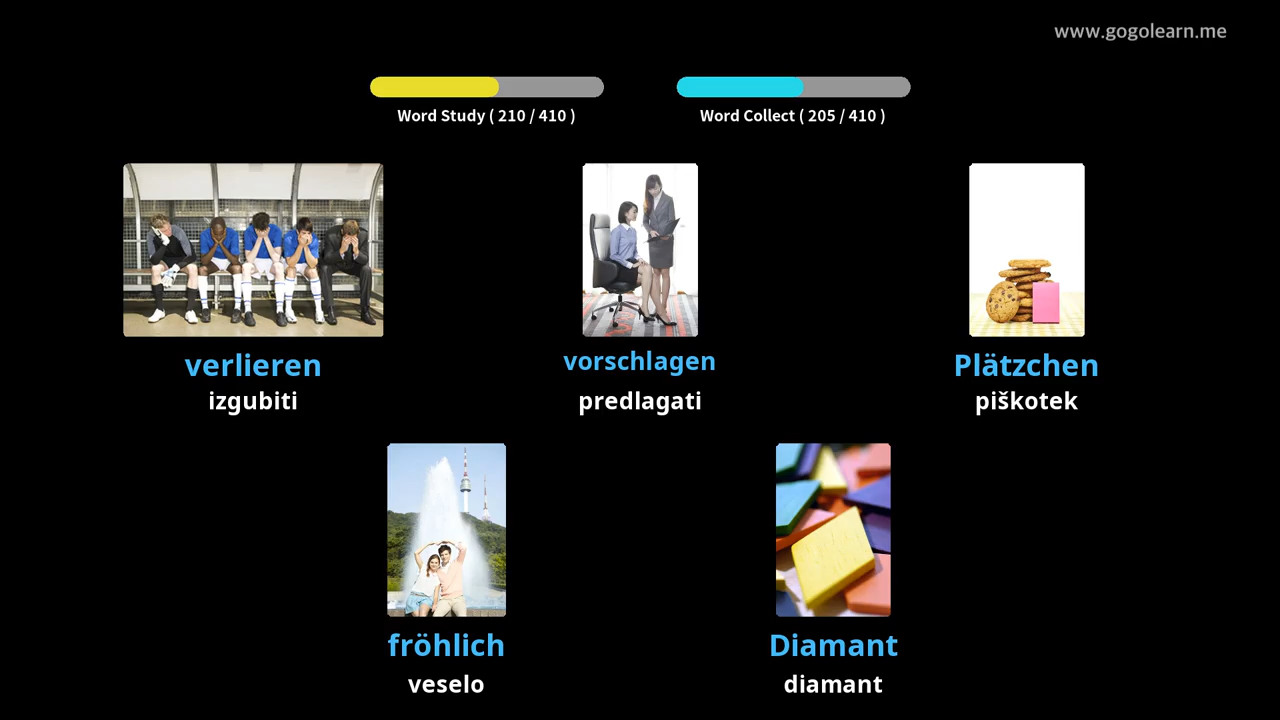 www.gogolearn.me
Word Study ( 210 / 410 )
Word Collect ( 205 / 410 )
verlieren
izgubiti
vorschlagen
predlagati
Plätzchen
piškotek
fröhlich
veselo
Diamant
diamant